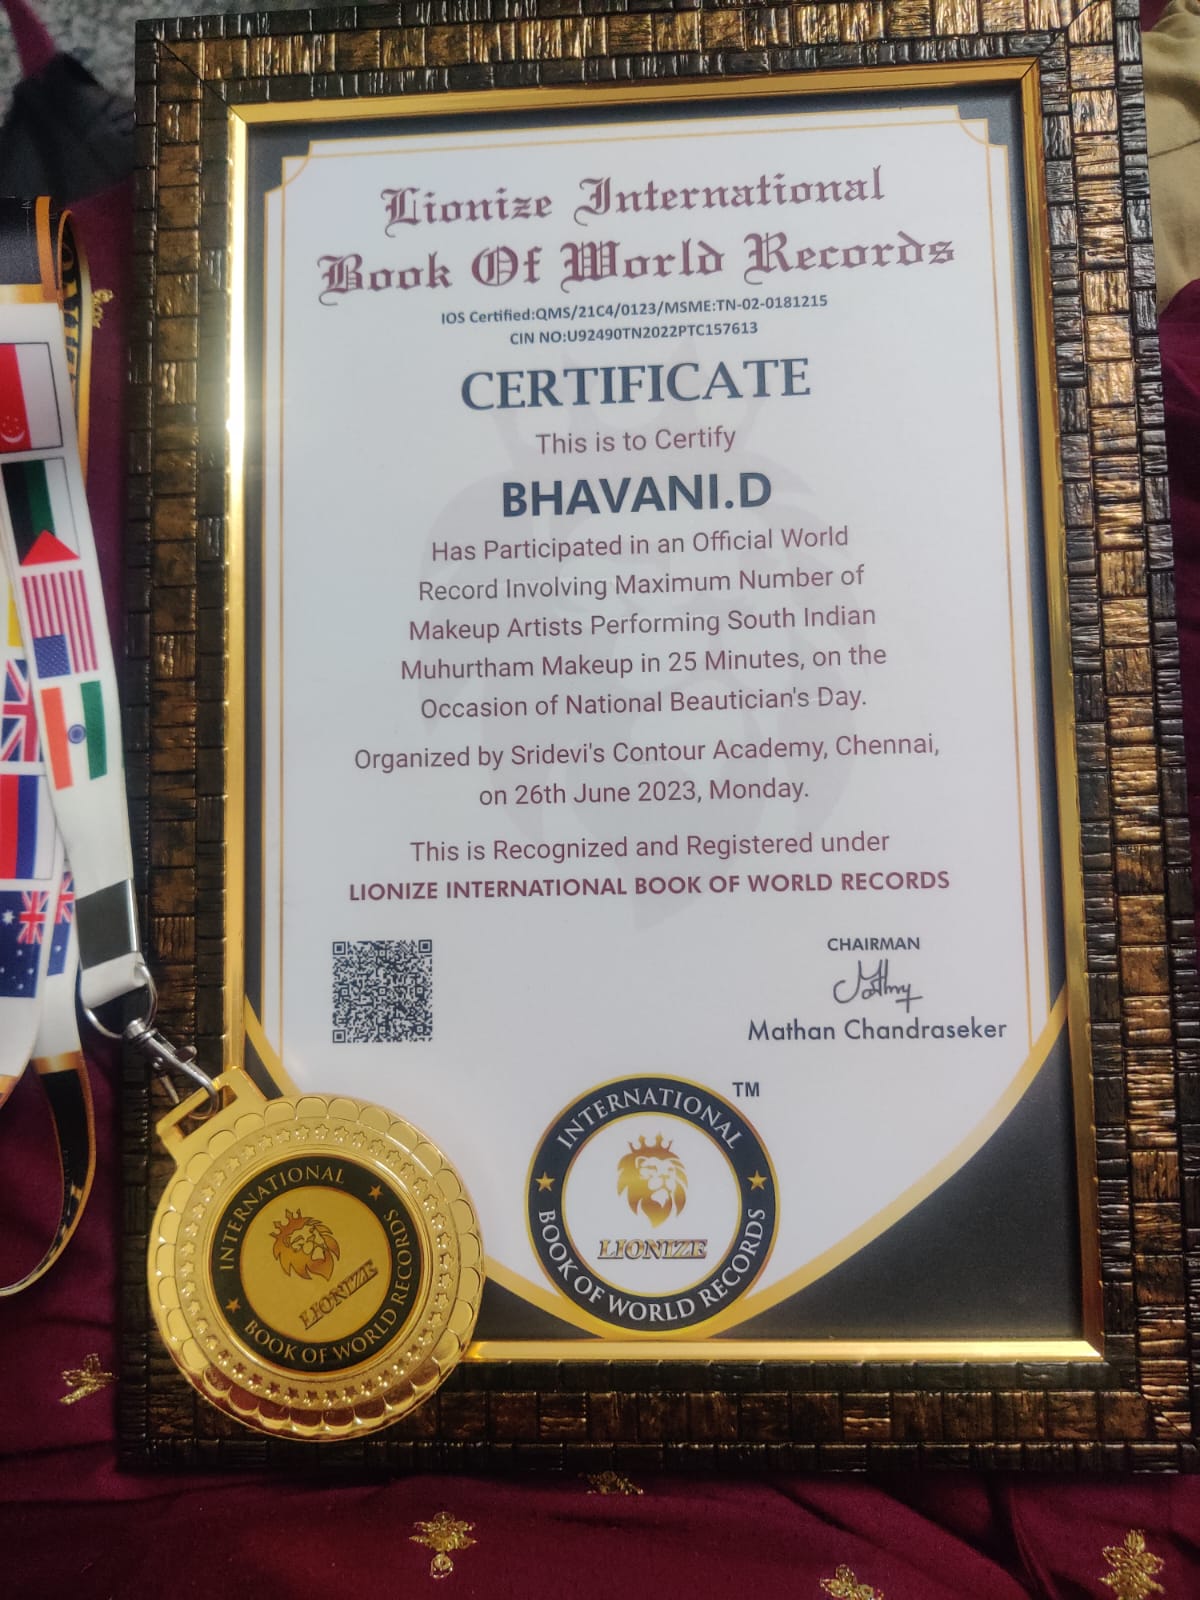 Lionize International
Book Of World Records
IOS Certified:QMS/21C4/0123/MSME:TN-02-0181215
CIN NO:U92490TN2022PTC157613
CERTIFICATE
This is to Certify
BHAVANI.D
Has Participated in an Official World
Record Involving Maximum Number of
Makeup Artists Performing South Indian
Muhurtham Makeup in 25 Minutes, on the
Occasion of National Beautician's Day.
Organized by Sridevi's Contour Academy, Chennai,
on 26th June 2023, Monday.
This is Recognized and Registered under
LIONIZE INTERNATIONAL BOOK OF WORLD RECORDS
CHAIRMAN
Mathan Chandraseker
TM
INTERNATIONAL
LIONIZE
BOOK OF WORLD RECORDS
INTERNATIONAL
LIONIZE
BOOK OF WORLD RECORDS